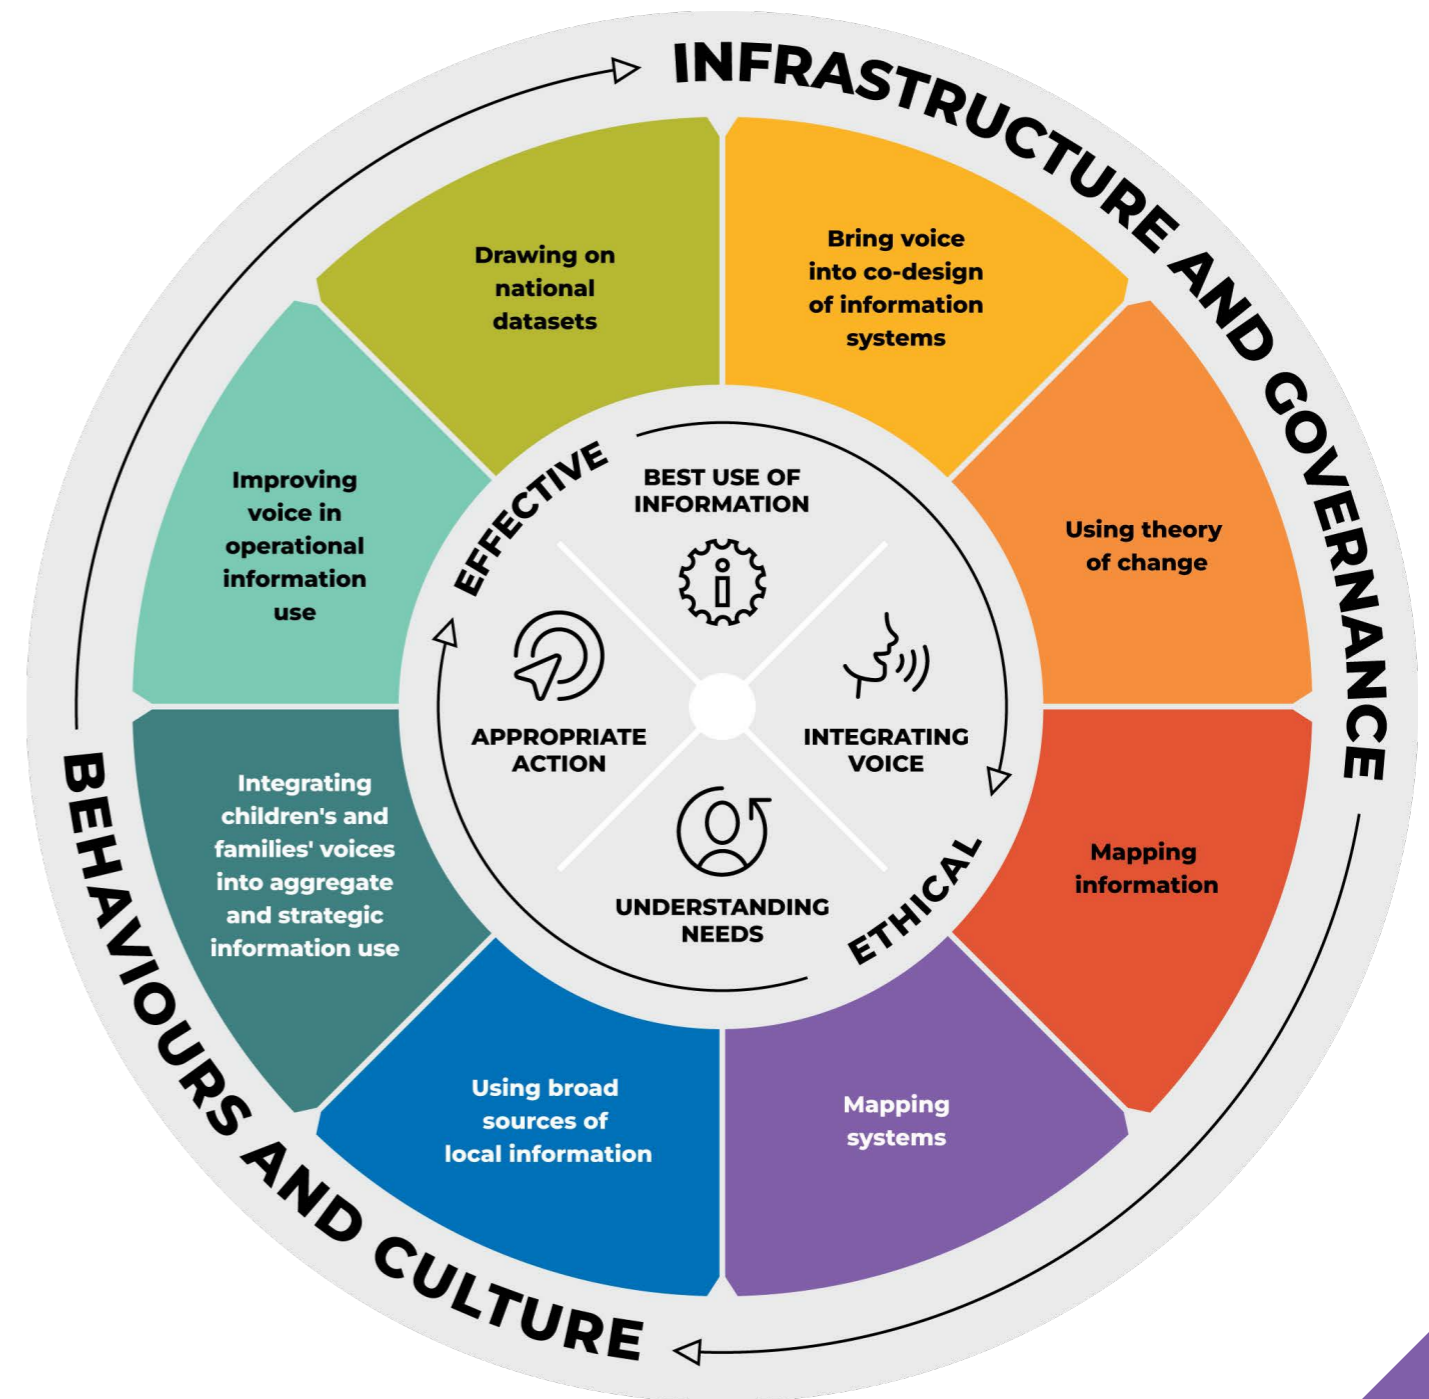 INFRASTRUCTURE AND GOVERNANCE
Bring voice
into co-design
of information
systems
Using theory
of change
Mapping
information
Mapping
systems
Using broad
sources of
local information
Integrating
children's and
families' voices
into aggregate
and strategic
information use
Improving
voice in
operational
information
use
Drawing on
national
datasets
BEHAVIOURS AND CULTURE
EFFECTIVE
ETHICAL
BEST USE OF
INFORMATION
INTEGRATING
VOICE
UNDERSTANDING
NEEDS
APPROPRIATE
ACTION